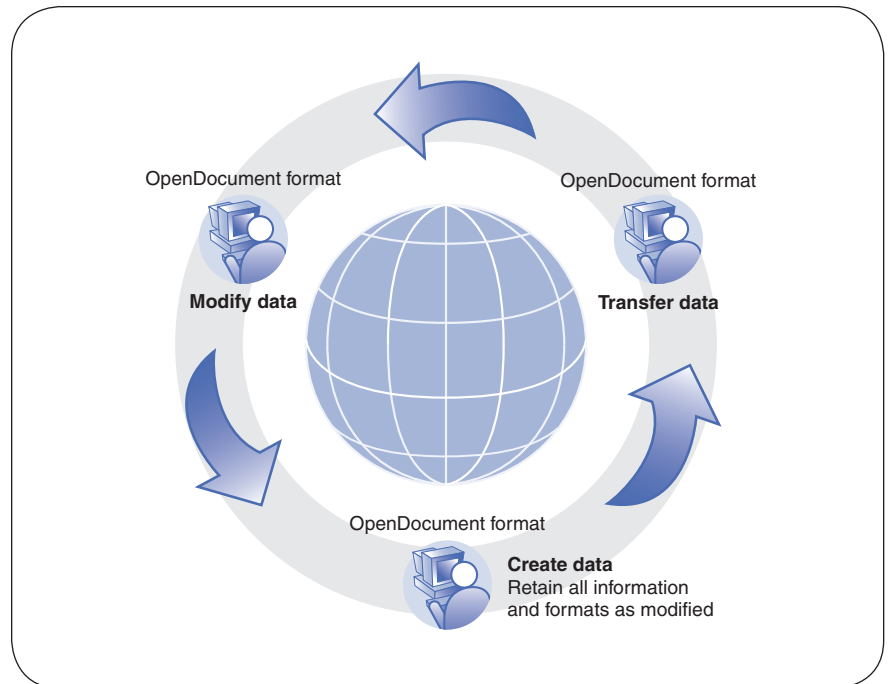 OpenDocument format
Modify data
OpenDocument format
Transfer data
OpenDocument format
Create data
Retain all information
and formats as modified